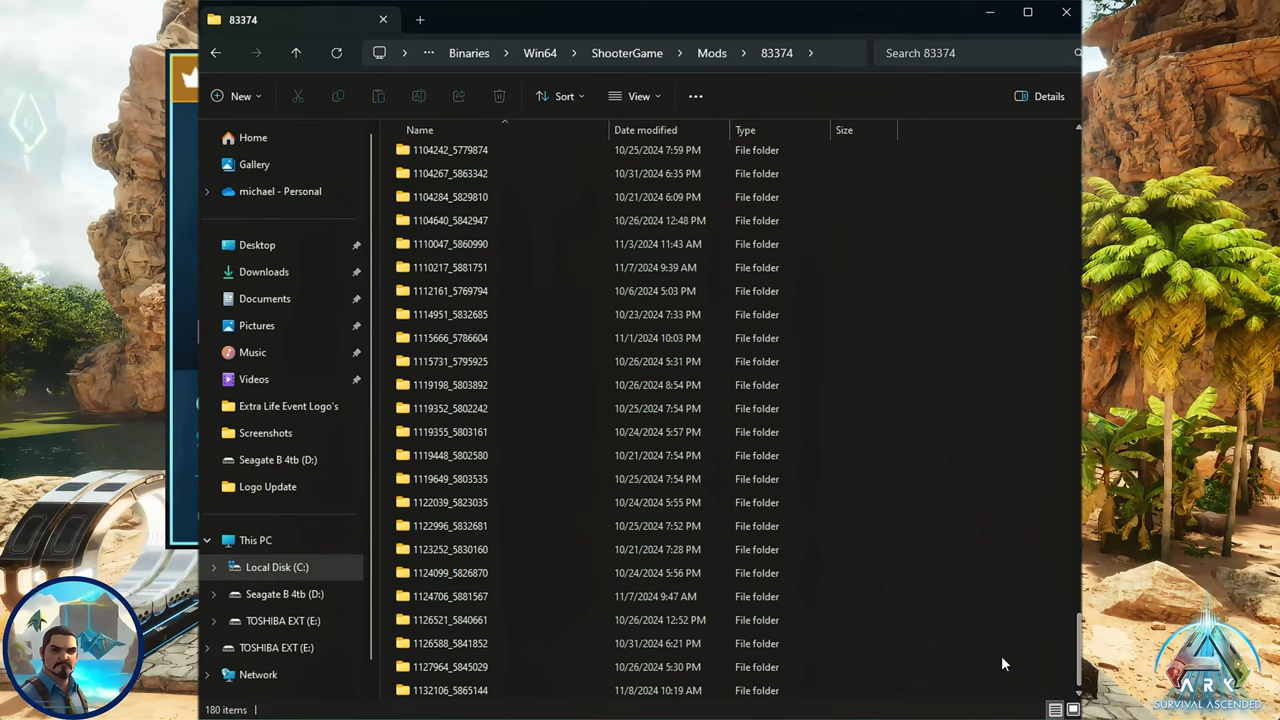 83374
Binaries > Win64 > ShooterGame > Mods > 83374 >
Search 83374
New
Sort
View
Details
Name Date modified Type Size
Home
Gallery
michael - Personal
Desktop
Downloads
Documents
Pictures
Music
Videos
Extra Life Event Logo's
Screenshots
Seagate B 4tb (D:)
Logo Update
This PC
Local Disk (C:)
Seagate B 4tb (D:)
TOSHIBA EXT (E:)
TOSHIBA EXT (E:)
Network
1104242_5779874 10/25/2024 7:59 PM File folder
1104267_5863342 10/31/2024 6:35 PM File folder
1104284_5829810 10/21/2024 6:09 PM File folder
1104640_5842947 10/26/2024 12:48 PM File folder
1110047_5860990 11/3/2024 11:43 AM File folder
1110217_5881751 11/7/2024 9:39 AM File folder
1112161_5769794 10/6/2024 5:03 PM File folder
1114951_5832685 10/23/2024 7:33 PM File folder
1115666_5786604 11/1/2024 10:03 PM File folder
1115731_5795925 10/26/2024 5:31 PM File folder
1119198_5803892 10/26/2024 8:54 PM File folder
1119352_5802242 10/25/2024 7:54 PM File folder
1119355_5803161 10/24/2024 5:57 PM File folder
1119448_5802580 10/21/2024 7:54 PM File folder
1119649_5803535 10/25/2024 7:54 PM File folder
1122039_5823035 10/24/2024 5:55 PM File folder
1122996_5832681 10/25/2024 7:52 PM File folder
1123252_5830160 10/21/2024 7:28 PM File folder
1124099_5826870 10/24/2024 5:56 PM File folder
1124706_5881567 11/7/2024 9:47 AM File folder
1126521_5840661 10/26/2024 12:52 PM File folder
1126588_5841852 10/31/2024 6:21 PM File folder
1127964_5845029 10/26/2024 5:30 PM File folder
1132106_5865144 11/8/2024 10:19 AM File folder
180 items
ARK
SURVIVAL ASCENDED